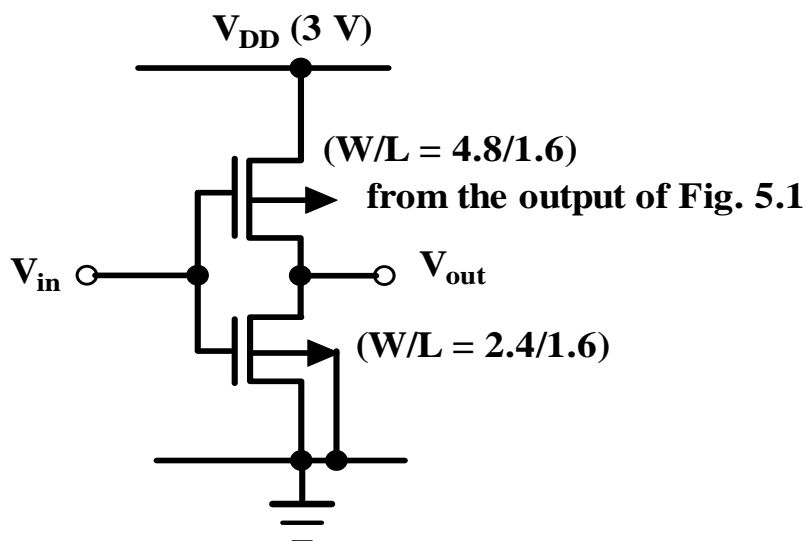 V_DD (3 V)
(W/L = 4.8/1.6)
from the output of Fig. 5.1
V_in
V_out
(W/L = 2.4/1.6)